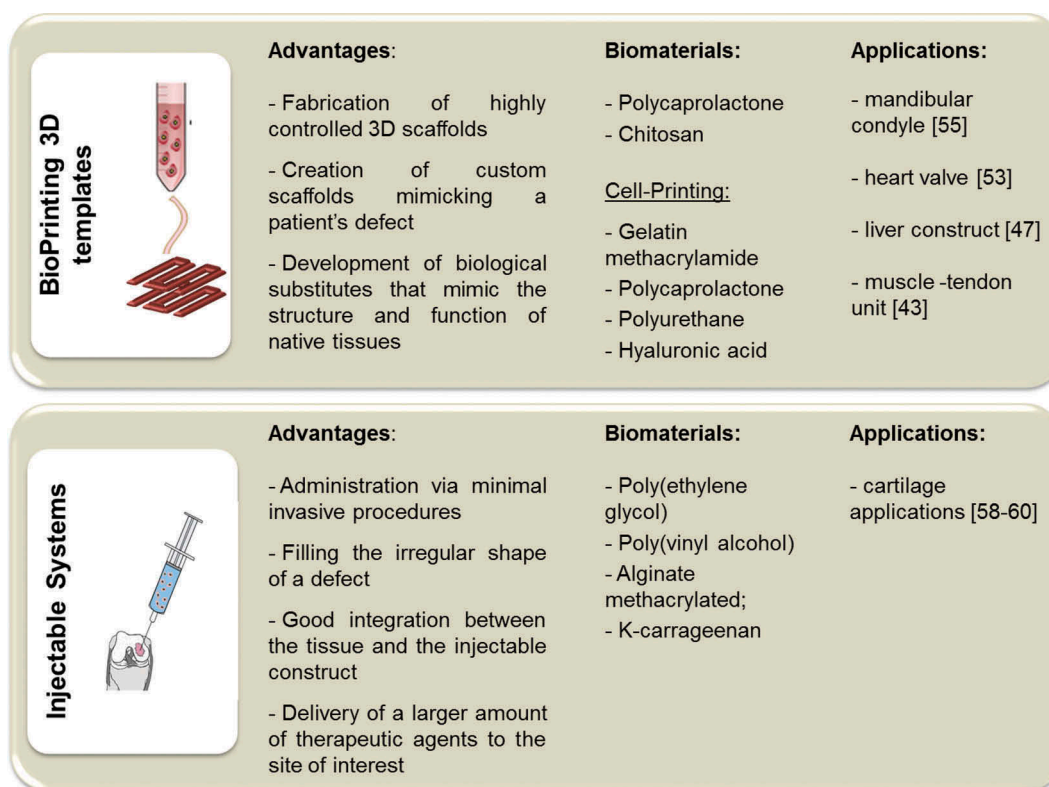 BioPrinting 3D
templates
Advantages:
- Fabrication of highly
controlled 3D scaffolds
- Creation of custom
scaffolds mimicking a
patient's defect
- Development of biological
substitutes that mimic the
structure and function of
native tissues
Biomaterials:
- Polycaprolactone
- Chitosan
Cell-Printing:
- Gelatin
methacrylamide
- Polycaprolactone
- Polyurethane
- Hyaluronic acid
Applications:
- mandibular
condyle [55]
- heart valve [53]
- liver construct [47]
- muscle -tendon
unit [43]
Injectable Systems
Advantages:
- Administration via minimal
invasive procedures
- Filling the irregular shape
of a defect
- Good integration between
the tissue and the injectable
construct
- Delivery of a larger amount
of therapeutic agents to the
site of interest
Biomaterials:
- Poly(ethylene
glycol)
- Poly(vinyl alcohol)
- Alginate
methacrylated;
- K-carrageenan
Applications:
- cartilage
applications [58-60]